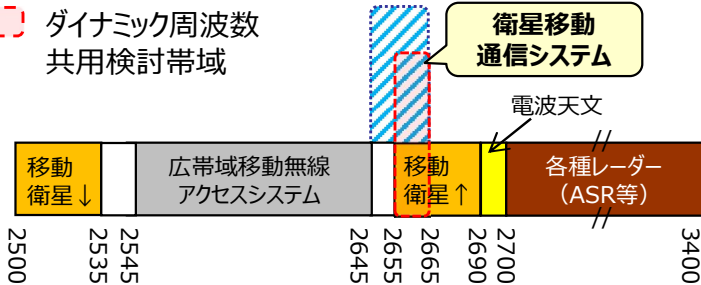 ダイナミック周波数
共用検討帯域
衛星移動
通信システム
電波天文
移動
衛星↓
広帯域移動無線
アクセスシステム
移動
衛星↑
各種レーダー
（ASR等）
2500
2535
2545
2645
2655
2665
2690
2700
3400